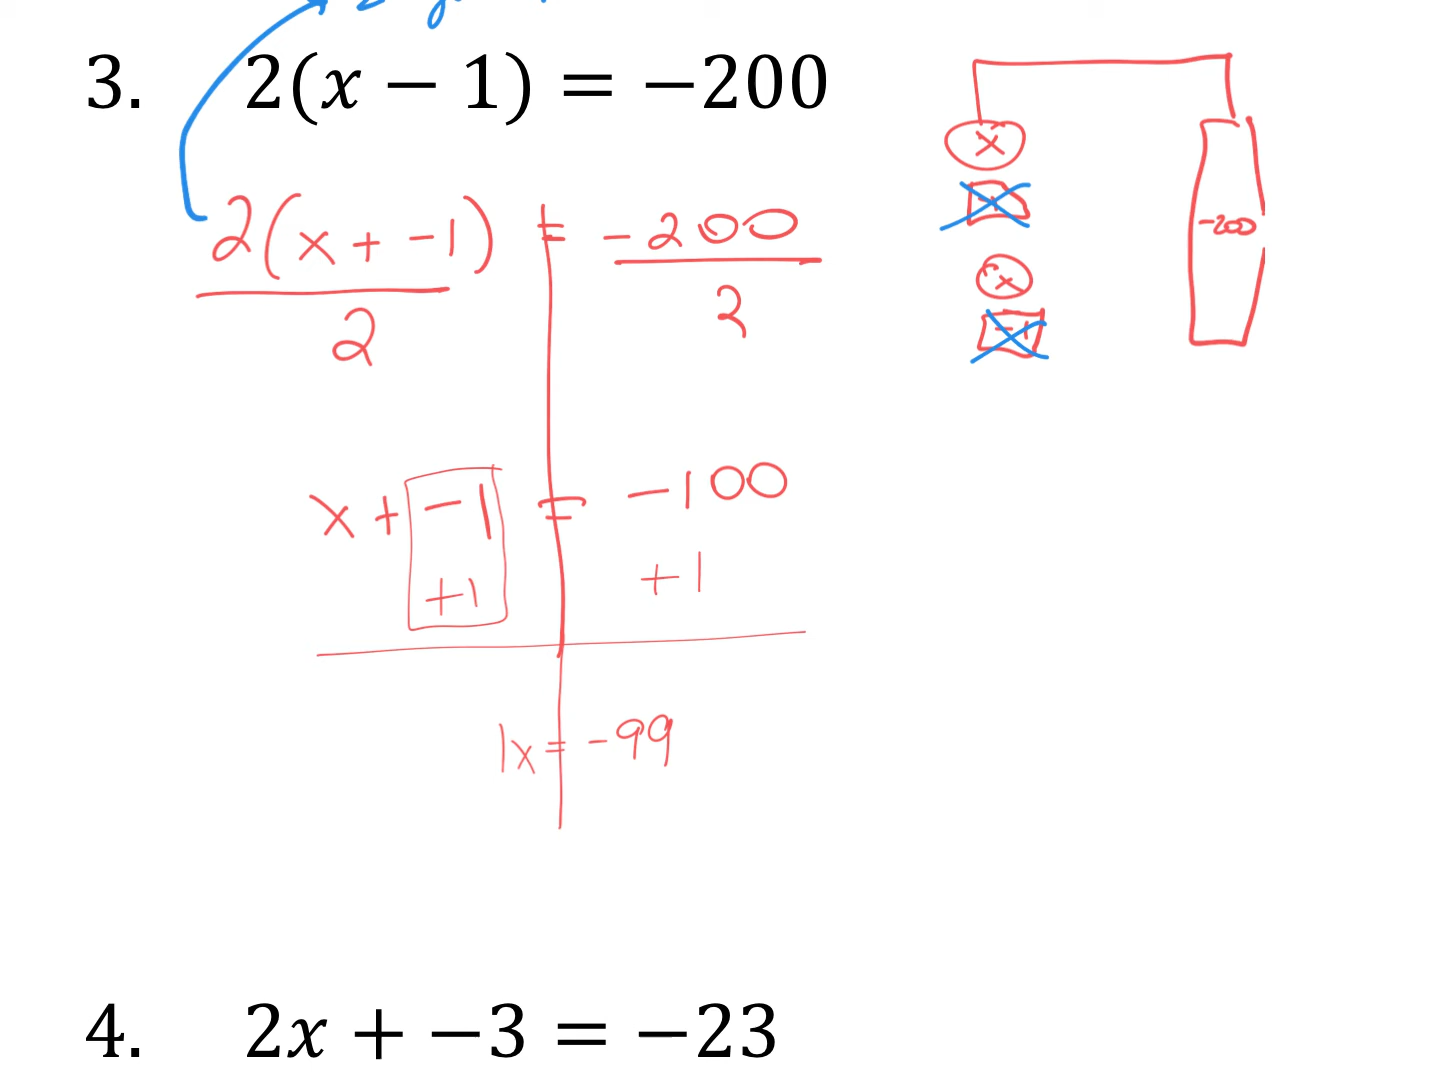 3. 2(x − 1) = −200
2(x + -1) = -200
2 2
x + -1 = -100
+1 +1
1x = -99
x
x
-1
-200
4. 2x + −3 = −23